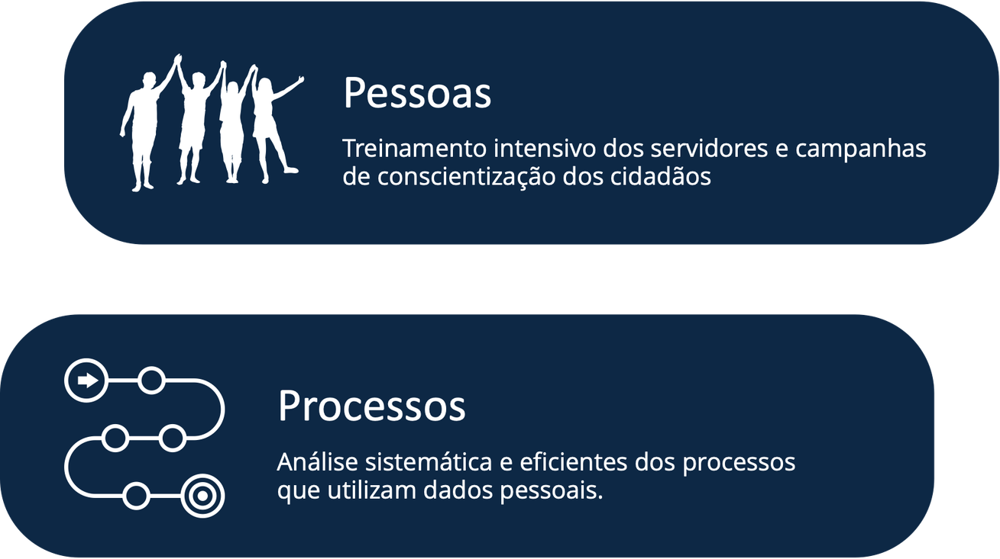 Pessoas
Treinamento intensivo dos servidores e campanhas
de conscientização dos cidadãos
Processos
Análise sistemática e eficientes dos processos
que utilizam dados pessoais.